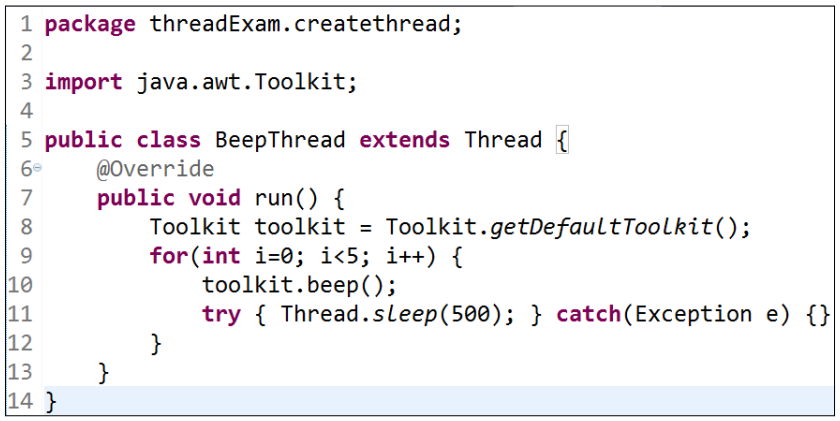 1 package threadExam.createthread;
2
3 import java.awt.Toolkit;
4
5 public class BeepThread extends Thread {
6     @Override
7     public void run() {
8         Toolkit toolkit = Toolkit.getDefaultToolkit();
9         for(int i=0; i<5; i++) {
10             toolkit.beep();
11             try { Thread.sleep(500); } catch(Exception e) {}
12         }
13     }
14 }